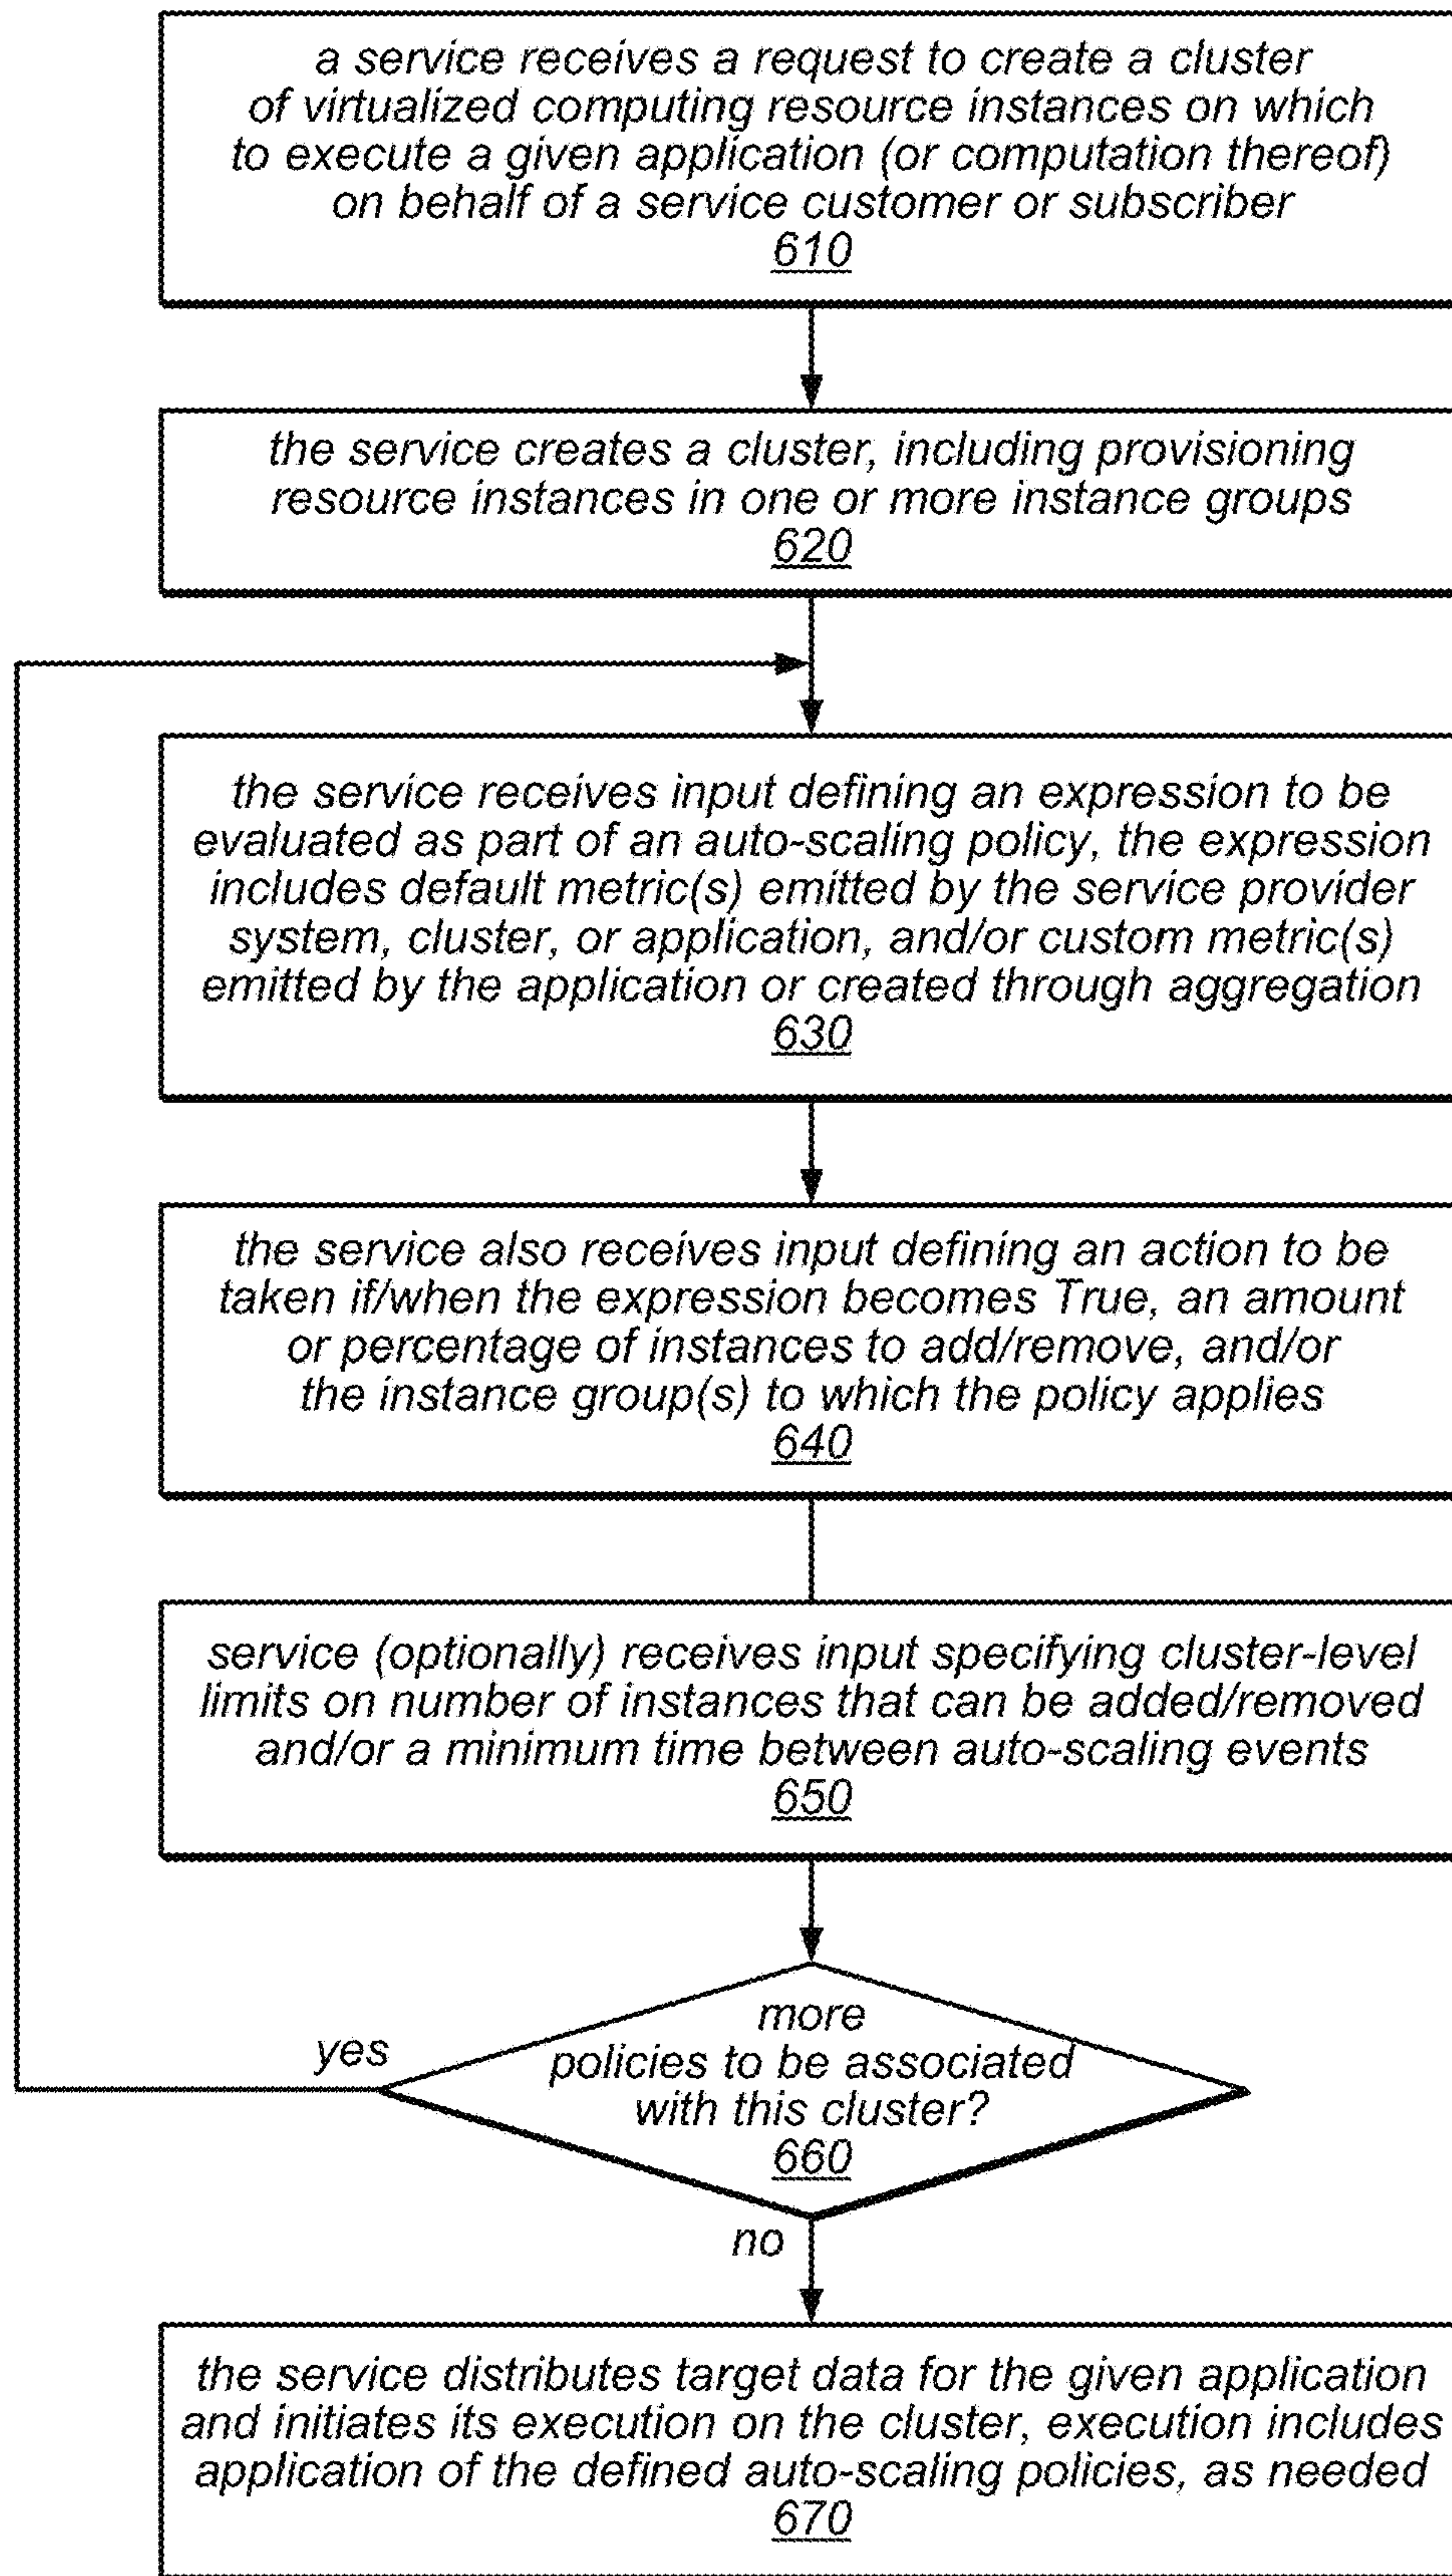 a service receives a request to create a cluster
of virtualized computing resource instances on which
to execute a given application (or computation thereof)
on behalf of a service customer or subscriber
610
the service creates a cluster, including provisioning
resource instances in one or more instance groups
620
the service receives input defining an expression to be
evaluated as part of an auto-scaling policy, the expression
includes default metric(s) emitted by the service provider
system, cluster, or application, and/or custom metric(s)
emitted by the application or created through aggregation
630
the service also receives input defining an action to be
taken if/when the expression becomes True, an amount
or percentage of instances to add/remove, and/or
the instance group(s) to which the policy applies
640
service (optionally) receives input specifying cluster-level
limits on number of instances that can be added/removed
and/or a minimum time between auto-scaling events
650
more
yes
policies to be associated
with this cluster?
660
no
the service distributes target data for the given application
and initiates its execution on the cluster, execution includes
application of the defined auto-scaling policies, as needed
670